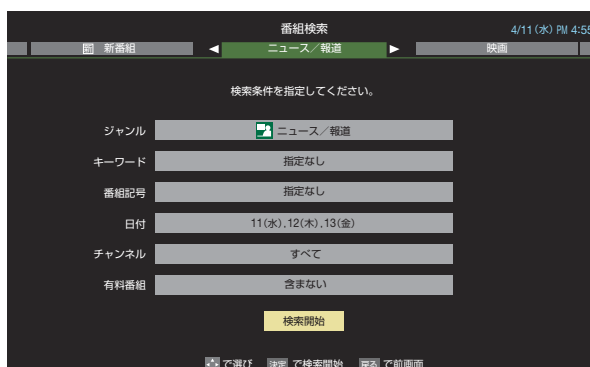 番組検索
4/11(水) PM 4:55
新番組
◀ ニュース/報道 ▶
映画
検索条件を指定してください。
ジャンル ニュース/報道
キーワード 指定なし
番組記号 指定なし
日付 11(水),12(木),13(金)
チャンネル すべて
有料番組 含まない
検索開始
で選び 決定 で検索開始 戻る で前画面